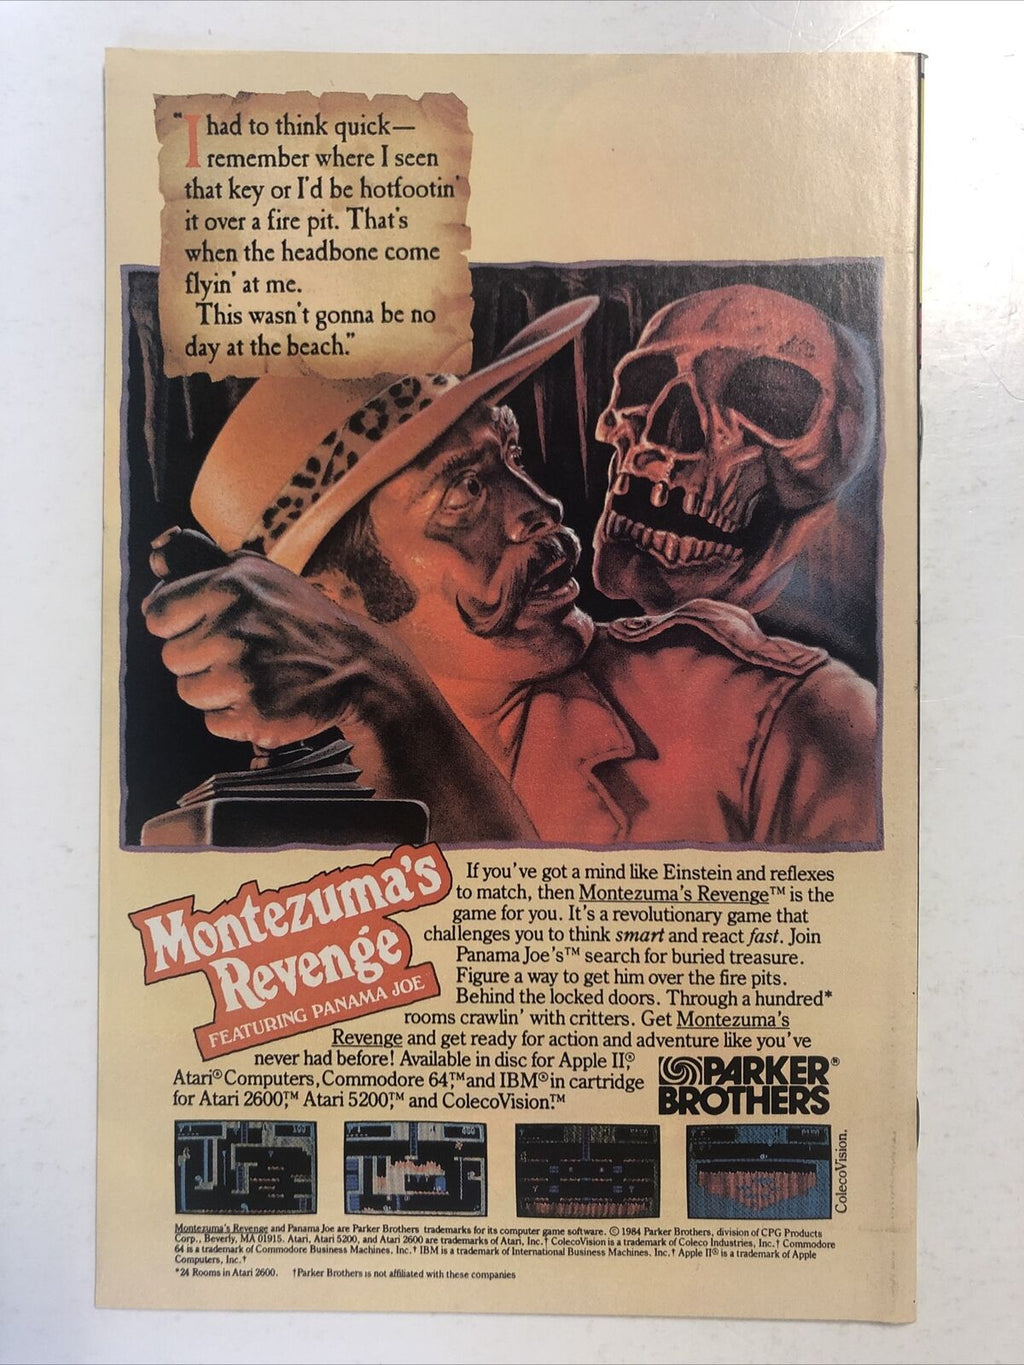 "I had to think quick—
remember where I seen
that key or I'd be hotfootin'
it over a fire pit. That's
when the headbone come
flyin' at me.
This wasn't gonna be no
day at the beach."
Montezuma's
Revenge
FEATURING PANAMA JOE
If you've got a mind like Einstein and reflexes
to match, then Montezuma's Revenge™ is the
game for you. It's a revolutionary game that
challenges you to think smart and react fast. Join
Panama Joe's™ search for buried treasure.
Figure a way to get him over the fire pits.
Behind the locked doors. Through a hundred*
rooms crawlin' with critters. Get Montezuma's
Revenge and get ready for action and adventure like you've
never had before! Available in disc for Apple II,®
Atari® Computers, Commodore 64,™ and IBM® in cartridge
for Atari 2600,™ Atari 5200,™ and ColecoVision.™
PARKER®
BROTHERS
ColecoVision.
Montezuma's Revenge and Panama Joe are Parker Brothers trademarks for its computer game software. © 1984 Parker Brothers, division of CPG Products
Corp., Beverly, MA 01915. Atari, Atari 5200, and Atari 2600 are trademarks of Atari, Inc.† ColecoVision is a trademark of Coleco Industries, Inc.† Commodore
64 is a trademark of Commodore Business Machines, Inc.† IBM is a trademark of International Business Machines, Inc.† Apple II® is a trademark of Apple
Computers, Inc.†
*24 Rooms in Atari 2600. †Parker Brothers is not affiliated with these companies